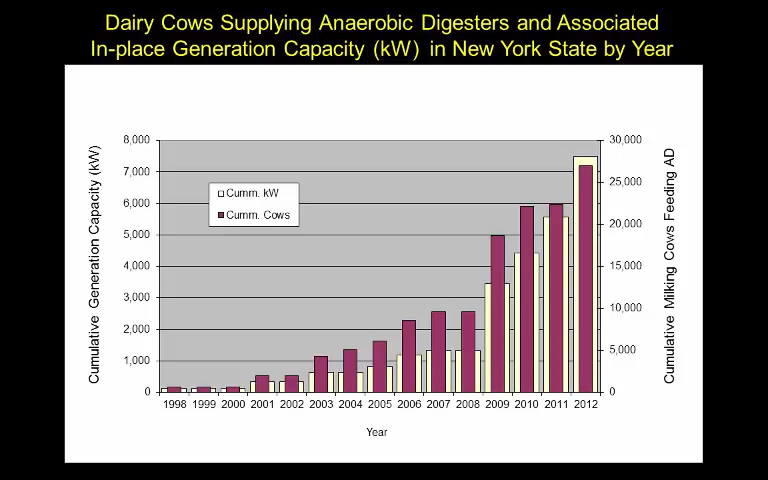 Dairy Cows Supplying Anaerobic Digesters and Associated
In-place Generation Capacity (kW) in New York State by Year
Cumulative Generation Capacity (kW)
8,000
7,000
6,000
5,000
4,000
3,000
2,000
1,000
0
Cumm. kW
Cumm. Cows
30,000
25,000
20,000
15,000
10,000
5,000
0
Cumulative Milking Cows Feeding AD
1998 1999 2000 2001 2002 2003 2004 2005 2006 2007 2008 2009 2010 2011 2012
Year